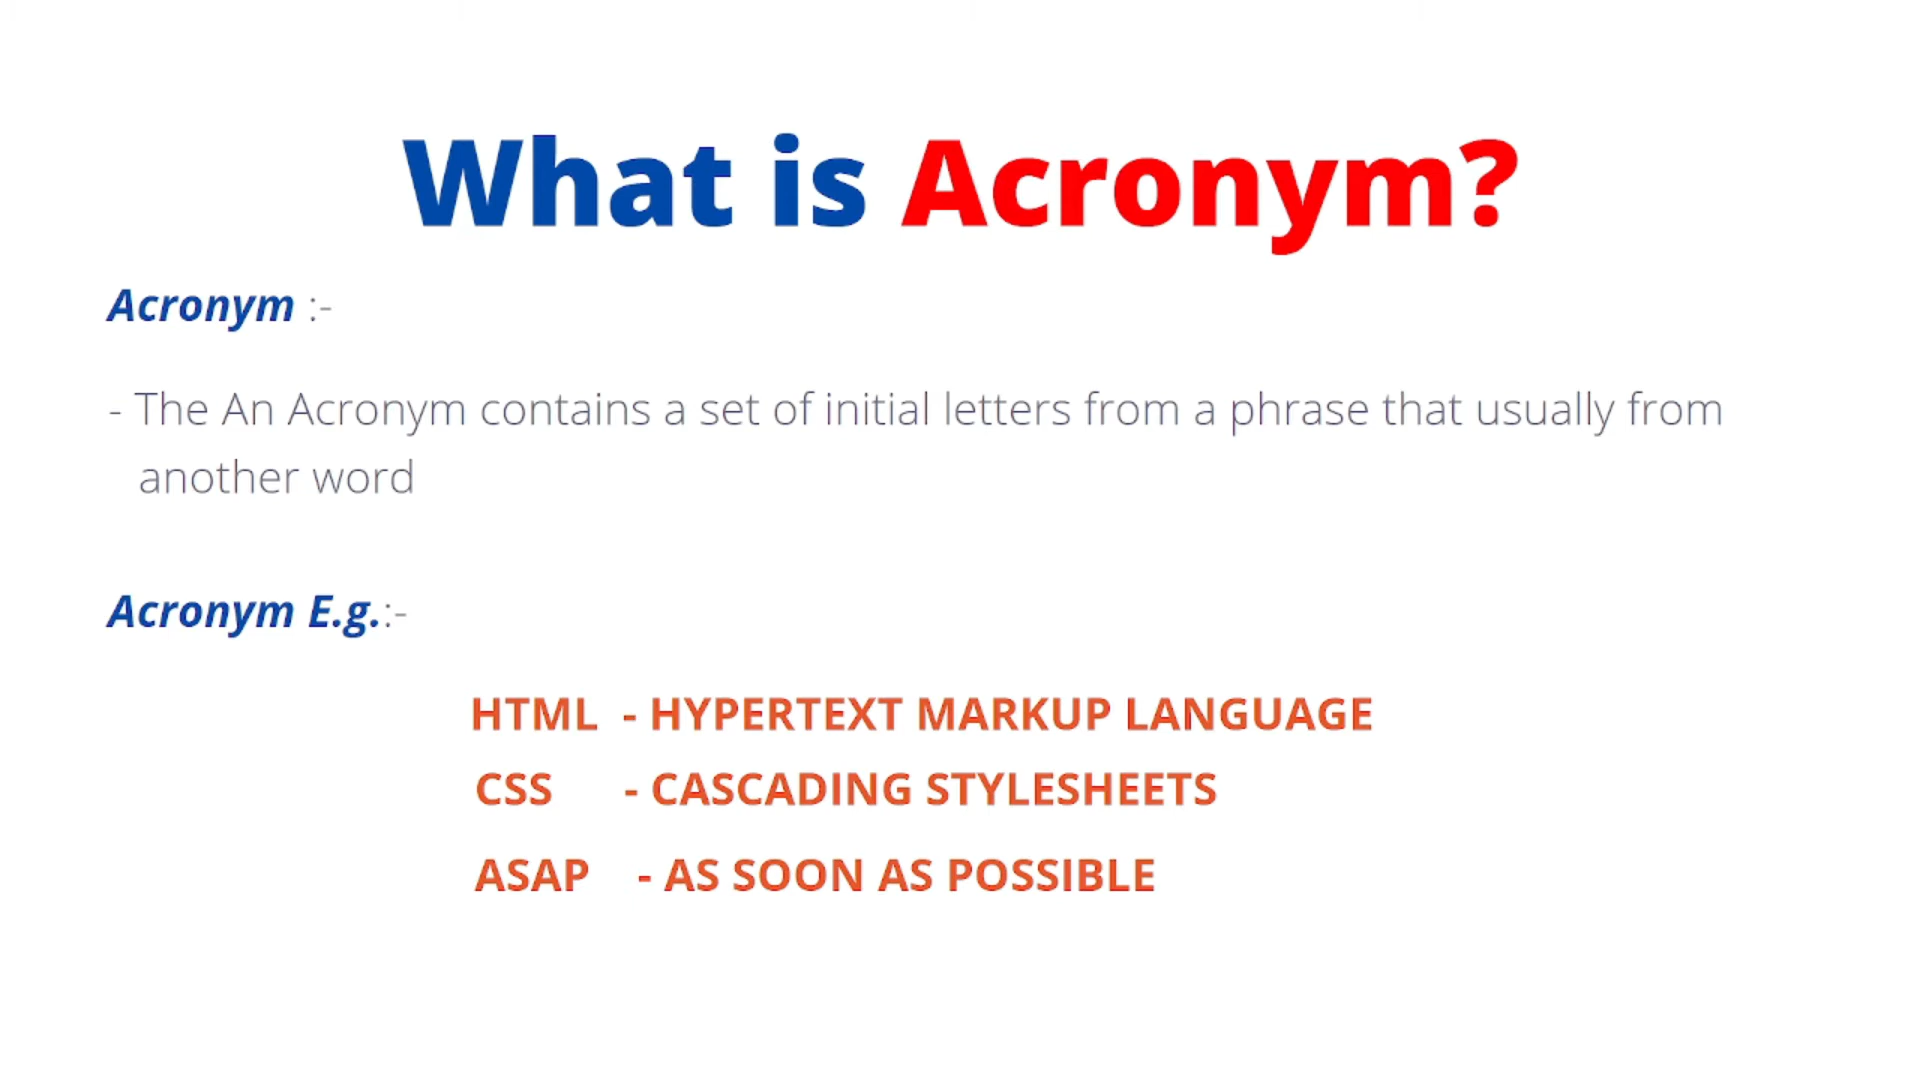 What is Acronym?
Acronym :-
- The An Acronym contains a set of initial letters from a phrase that usually from
another word
Acronym E.g.:-
HTML - HYPERTEXT MARKUP LANGUAGE
CSS - CASCADING STYLESHEETS
ASAP - AS SOON AS POSSIBLE